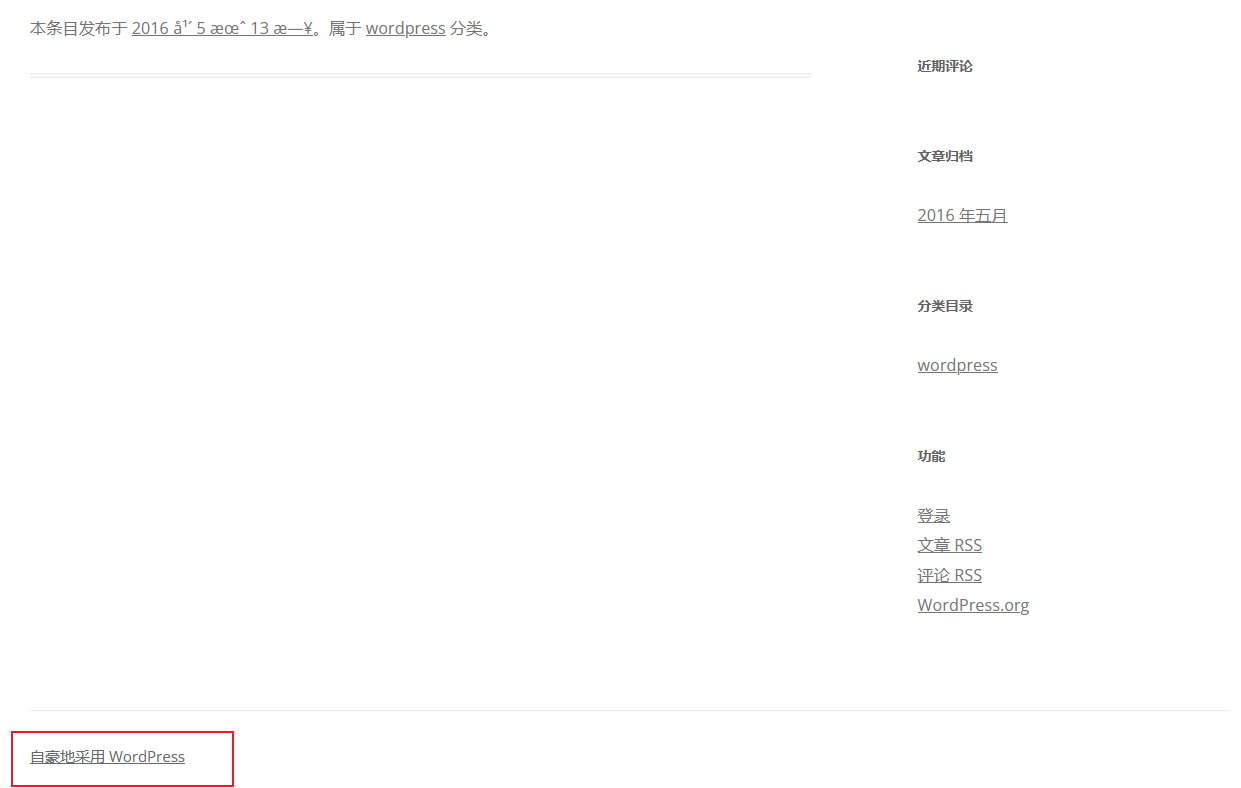 本条目发布于 2016 å¹´ 5 æœˆ 13 æ—¥。属于 wordpress 分类。
近期评论
文章归档
2016 年五月
分类目录
wordpress
功能
登录
文章 RSS
评论 RSS
WordPress.org
自豪地采用 WordPress